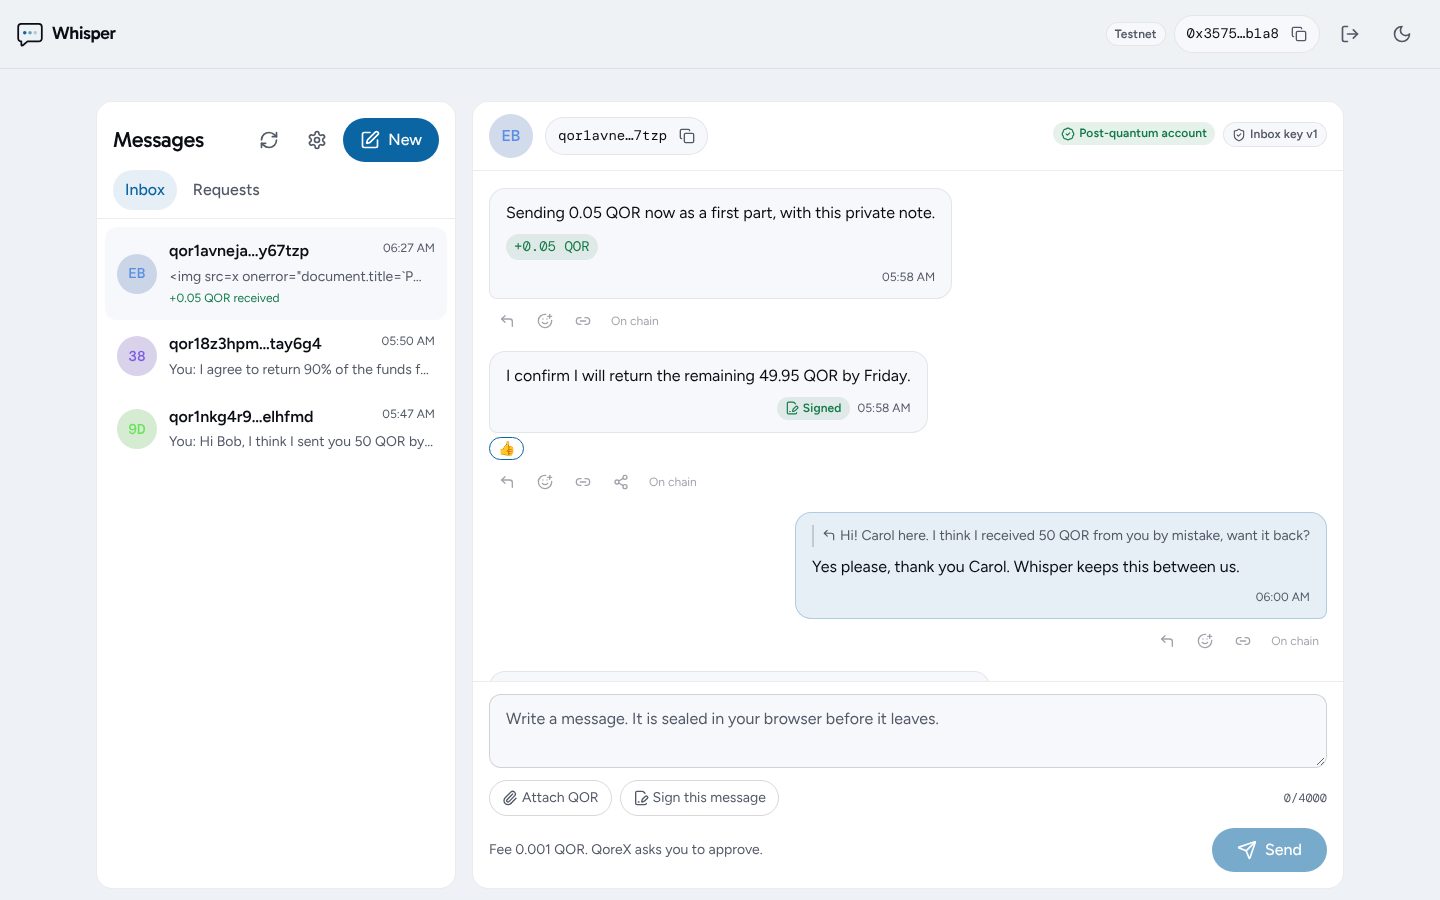 Whisper
Testnet
0x3575…b1a8
Messages
New
Inbox
Requests
EB
qor1avneja…y67tzp
06:27 AM
<img src=x onerror="document.title=`P…
+0.05 QOR received
38
qor18z3hpm…tay6g4
05:50 AM
You: I agree to return 90% of the funds f…
9D
qor1nkg4r9…elhfmd
05:47 AM
You: Hi Bob, I think I sent you 50 QOR by…
EB
qor1avne…7tzp
Post-quantum account
Inbox key v1
Sending 0.05 QOR now as a first part, with this private note.
+0.05 QOR
05:58 AM
On chain
I confirm I will return the remaining 49.95 QOR by Friday.
Signed
05:58 AM
On chain
Hi! Carol here. I think I received 50 QOR from you by mistake, want it back?
Yes please, thank you Carol. Whisper keeps this between us.
06:00 AM
On chain
Write a message. It is sealed in your browser before it leaves.
Attach QOR
Sign this message
0/4000
Fee 0.001 QOR. QoreX asks you to approve.
Send